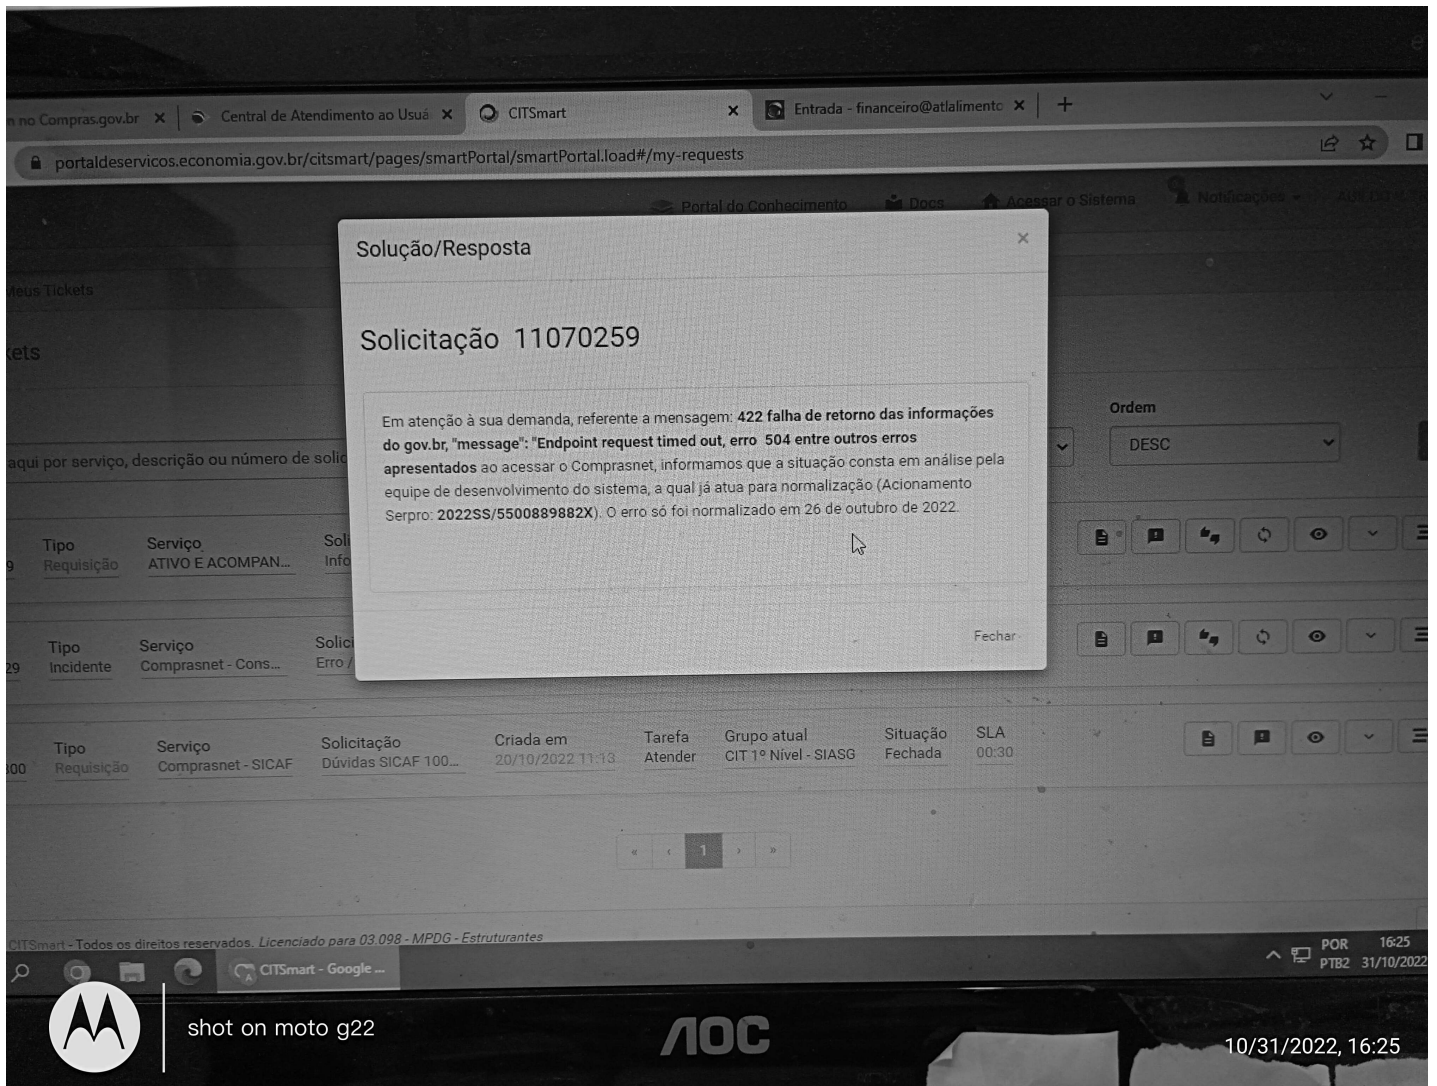 n no Compras.gov.br
Central de Atendimento ao Usuá
CITSmart
Entrada - financeiro@atlalimento
portaldeservicos.economia.gov.br/citsmart/pages/smartPortal/smartPortal.load#/my-requests
Portal do Conhecimento Docs Acessar o Sistema Notificações
Solução/Resposta
Meus Tickets
Solicitação 11070259
kets
Em atenção à sua demanda, referente a mensagem: 422 falha de retorno das informações
do gov.br, "message": "Endpoint request timed out, erro 504 entre outros erros
apresentados ao acessar o Comprasnet, informamos que a situação consta em análise pela
equipe de desenvolvimento do sistema, a qual já atua para normalização (Acionamento
Serpro: 2022SS/5500889882X). O erro só foi normalizado em 26 de outubro de 2022.
Fechar
Ordem
DESC
aqui por serviço, descrição ou número de solic
Tipo Serviço Soli
9 Requisição ATIVO E ACOMPAN... Info
Tipo Serviço Solici
29 Incidente Comprasnet - Cons... Erro /
Tipo Serviço Solicitação Criada em Tarefa Grupo atual Situação SLA
300 Requisição Comprasnet - SICAF Dúvidas SICAF 100... 20/10/2022 11:13 Atender CIT 1º Nível - SIASG Fechada 00:30
« ‹ 1 › »
CITSmart - Todos os direitos reservados. Licenciado para 03.098 - MPDG - Estruturantes
CITSmart - Google ...
POR 16:25
PTB2 31/10/2022
shot on moto g22
AOC
10/31/2022, 16:25